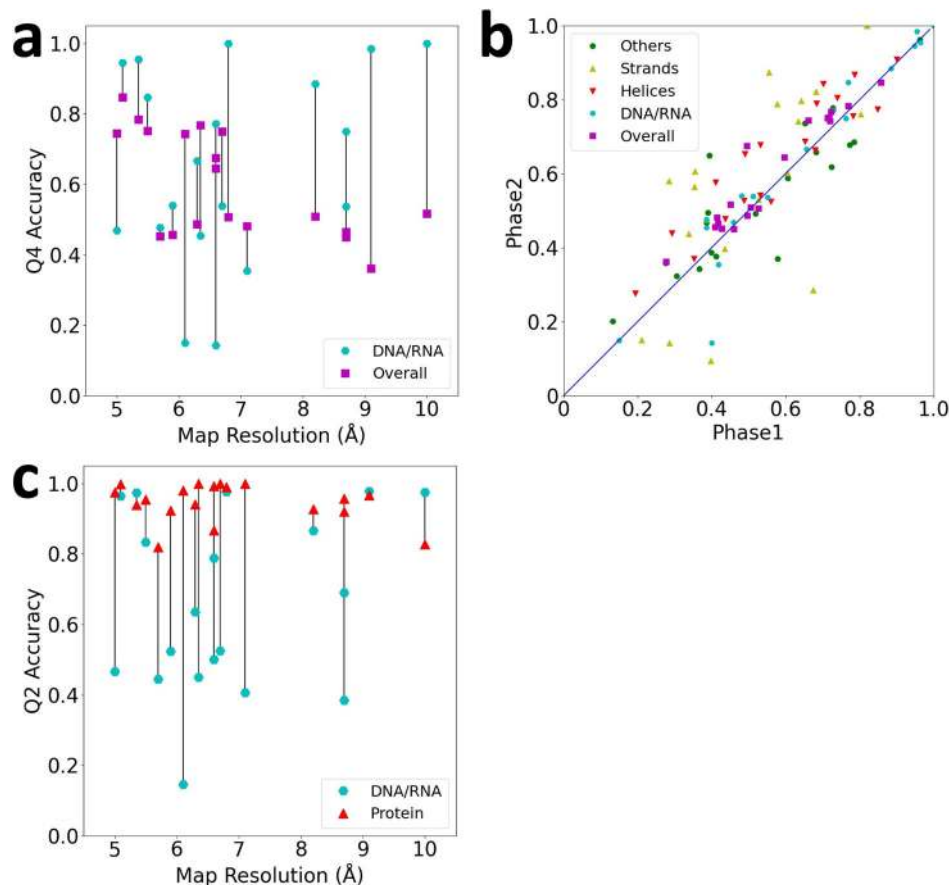 a
1.0
0.8
0.6
0.4
0.2
0.0
Q4 Accuracy
DNA/RNA
Overall
5 6 7 8 9 10
Map Resolution (Å)
b
1.0
0.8
0.6
0.4
0.2
0
Phase2
Others
Strands
Helices
DNA/RNA
Overall
0 0.2 0.4 0.6 0.8 1.0
Phase1
c
1.0
0.8
0.6
0.4
0.2
0.0
Q2 Accuracy
DNA/RNA
Protein
5 6 7 8 9 10
Map Resolution (Å)